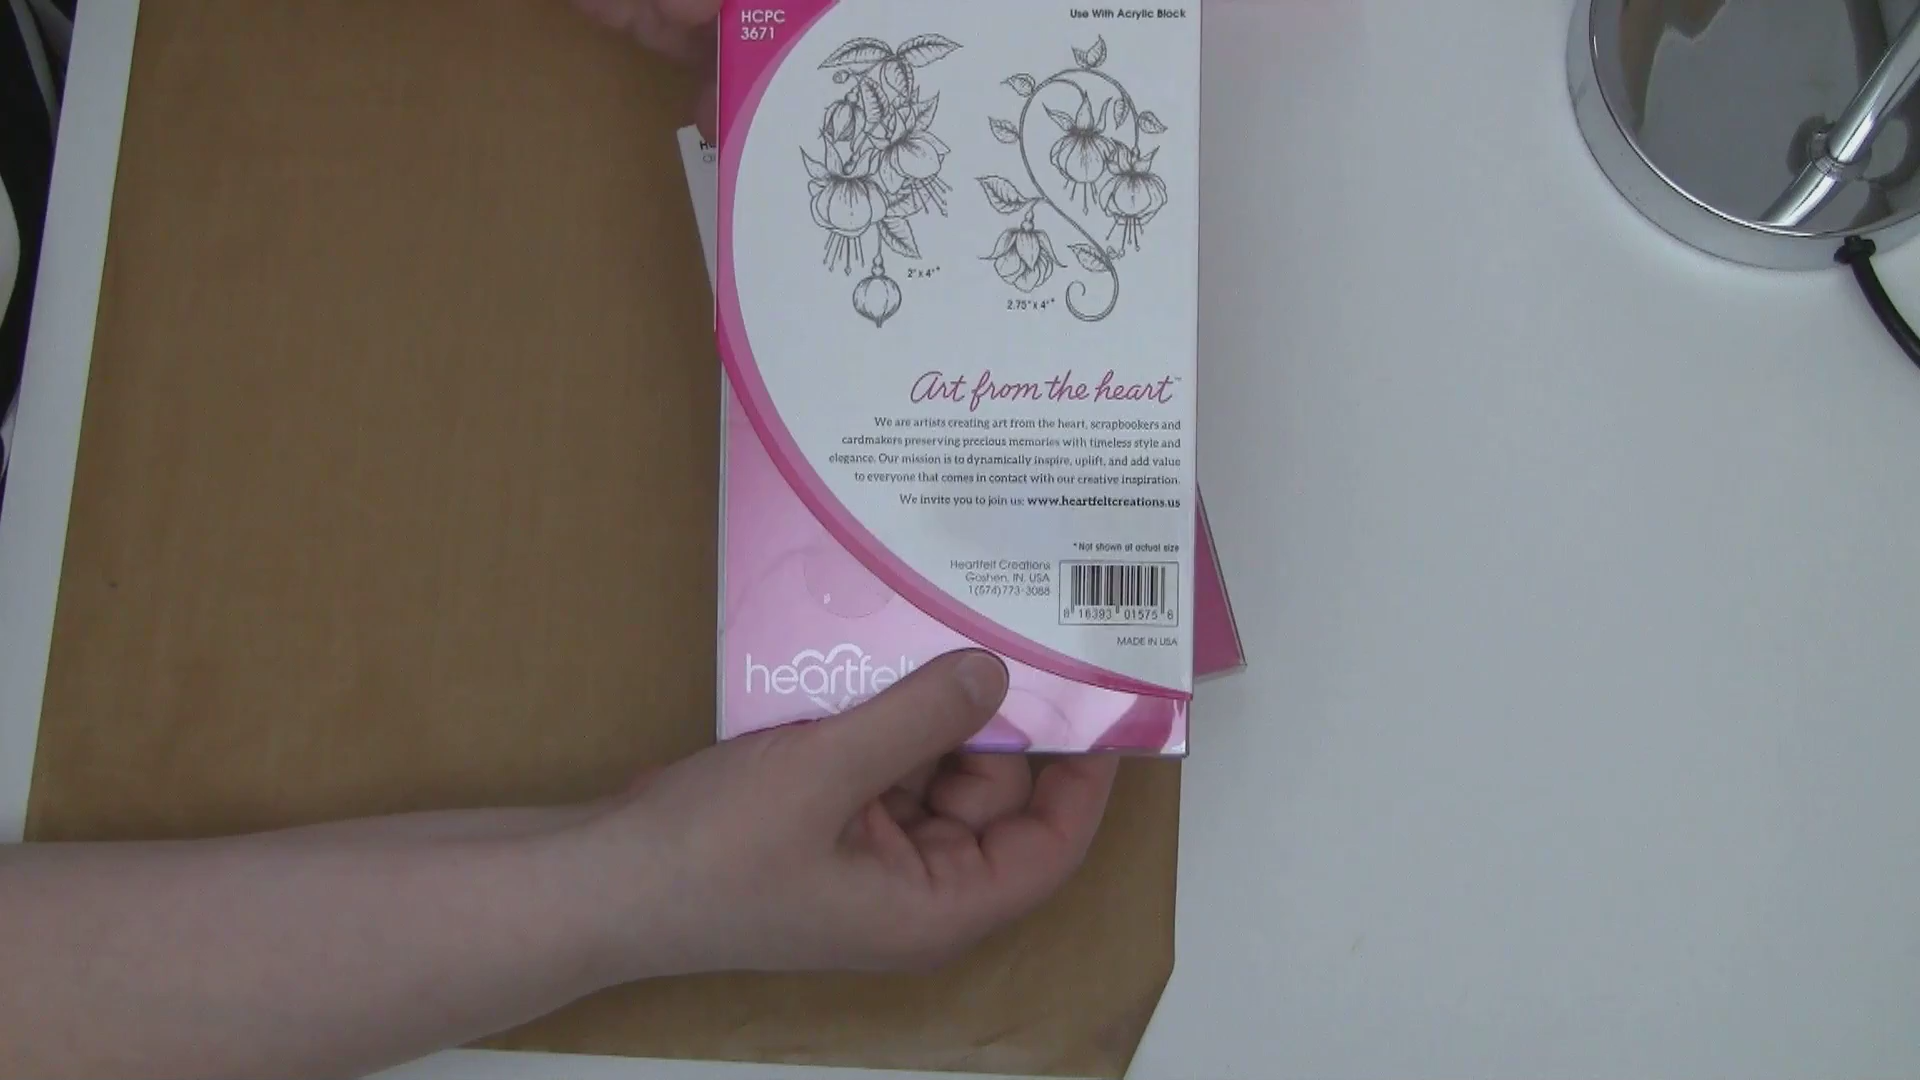 HCPC
3671
Use With Acrylic Block
2" x 4"*
2.75" x 4"*
Art from the heart™
We are artists creating art from the heart, scrapbookers and
cardmakers preserving precious memories with timeless style and
elegance. Our mission is to dynamically inspire, uplift, and add value
to everyone that comes in contact with our creative inspiration.
We invite you to join us: www.heartfeltcreations.us
*Not shown at actual size
Heartfelt Creations
Goshen, IN. USA
1(574)773-3088
8 16393 01575 6
MADE IN USA
heartfelt